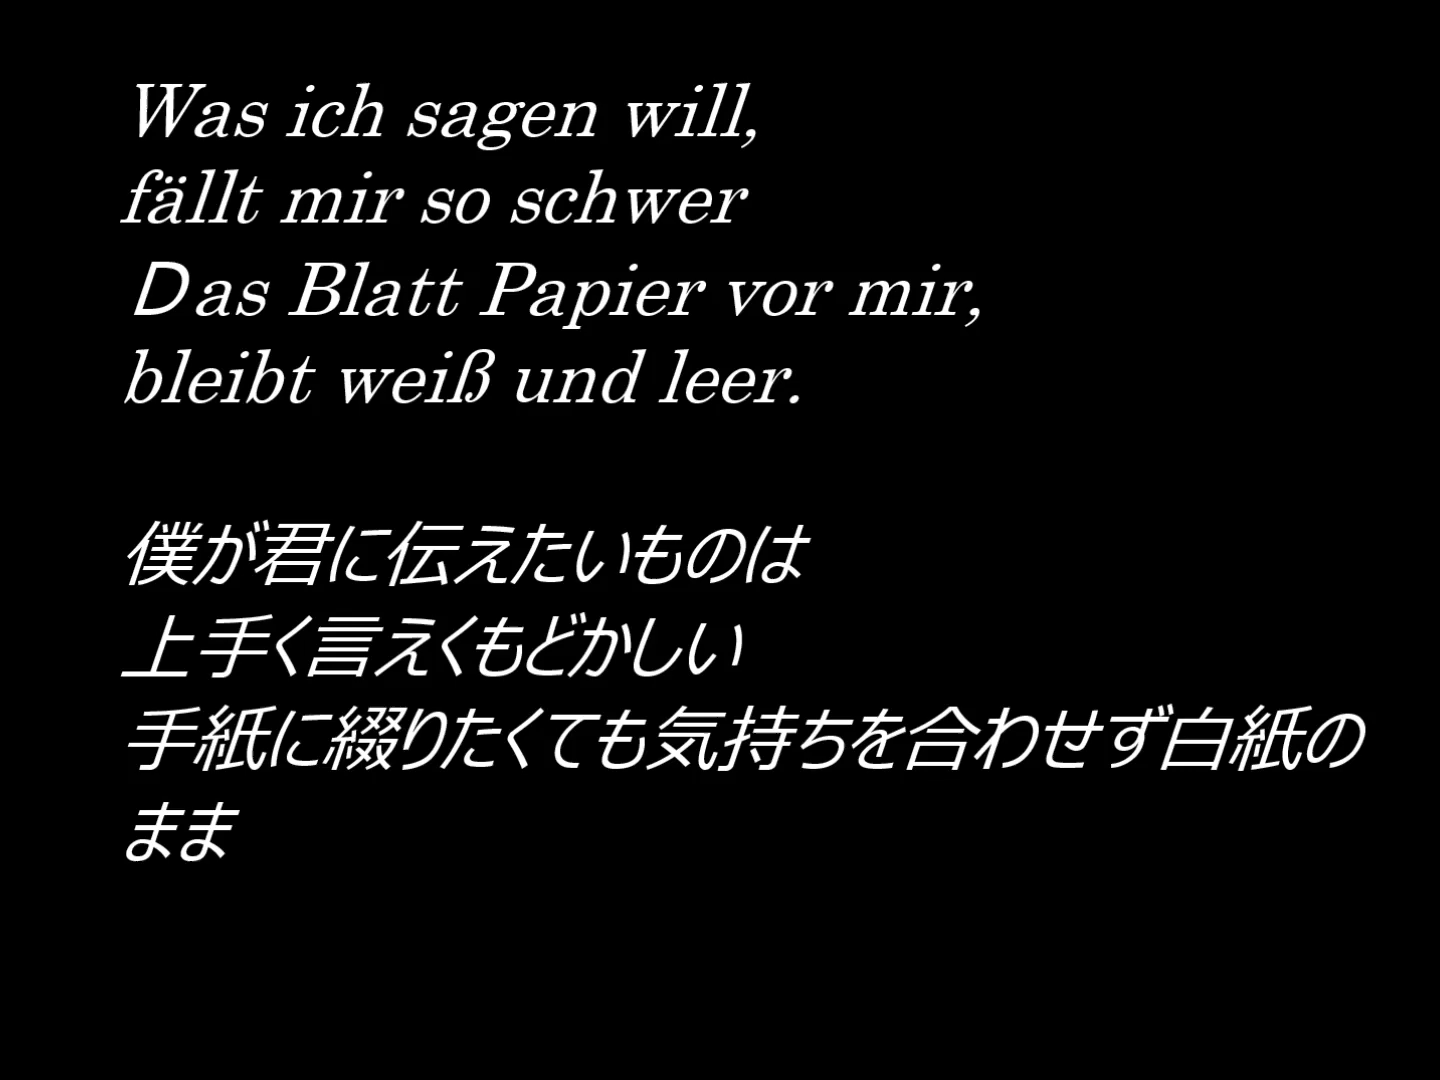 Was ich sagen will,
fällt mir so schwer
Das Blatt Papier vor mir,
bleibt weiß und leer.
僕が君に伝えたいものは
上手く言えくもどかしい
手紙に綴りたくても気持ちを合わせず白紙の
まま